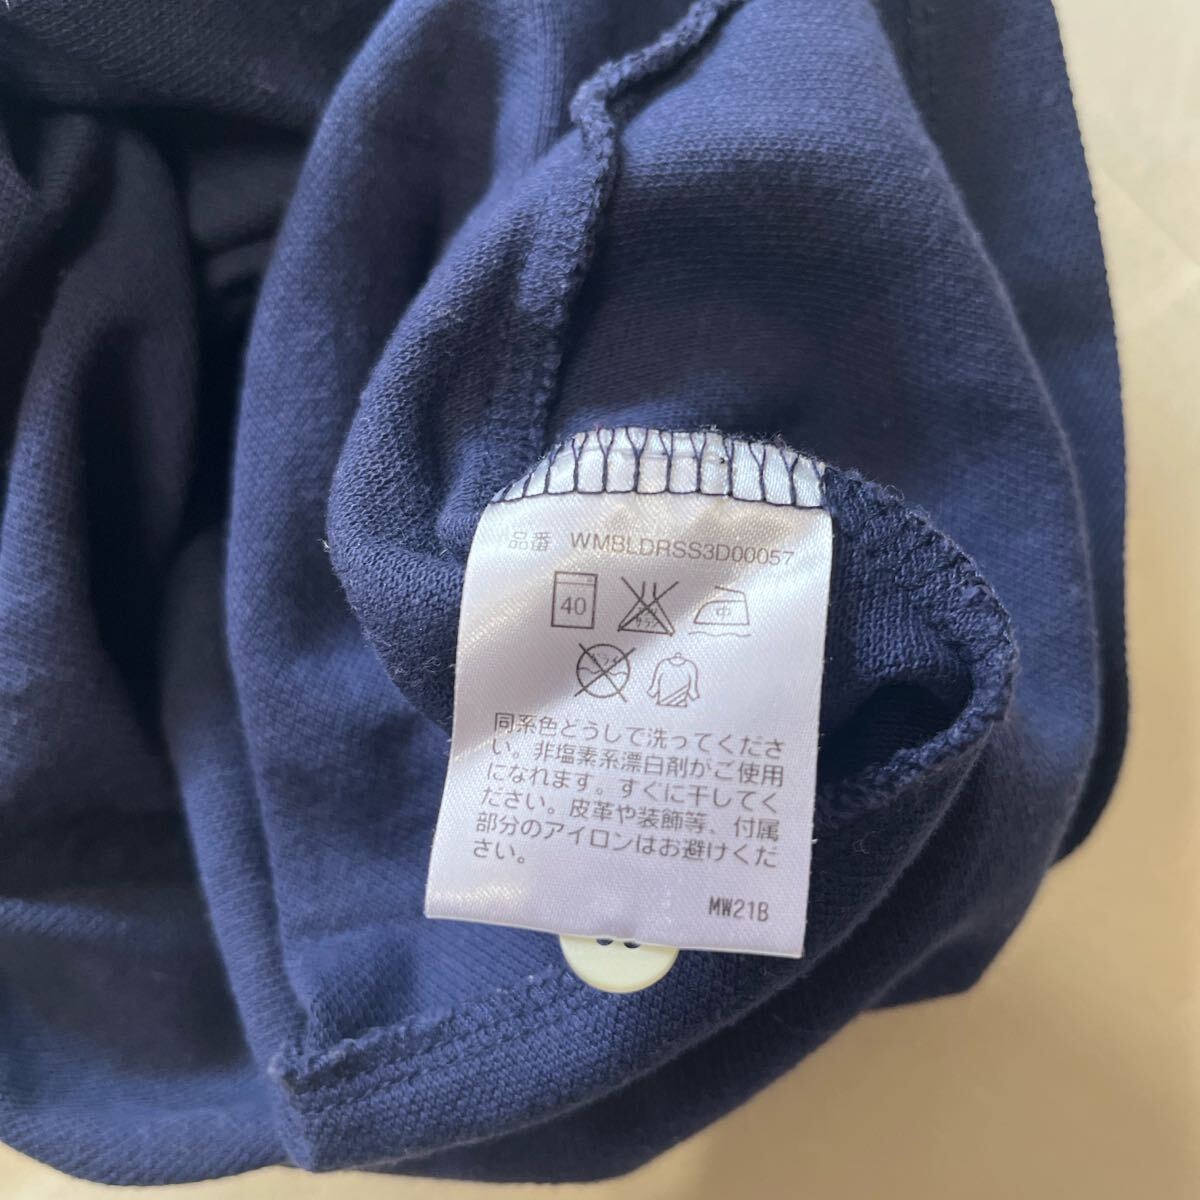 品番 WMBLDRSS3D00057
40
中
同系色どうしで洗ってくださ
い。非塩素系漂白剤がご使用
になれます。すぐに干してく
ださい。皮革や装飾等、付属
部分のアイロンはお避けくだ
さい。
MW21B